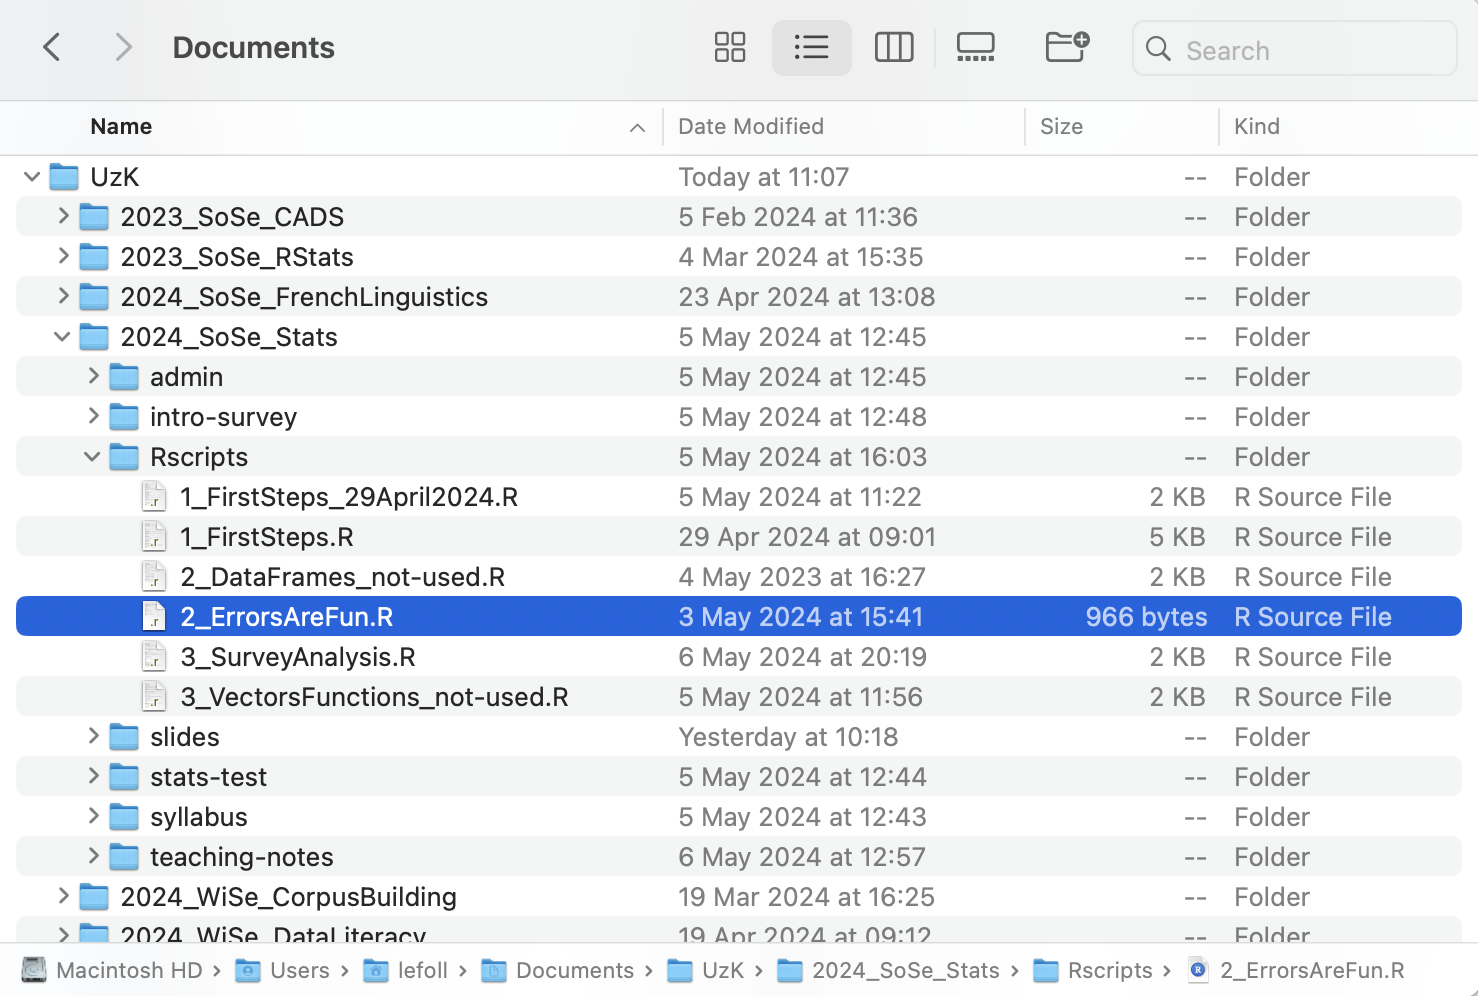 Documents
Search
Name Date Modified Size Kind
UzK Today at 11:07 -- Folder
2023_SoSe_CADS 5 Feb 2024 at 11:36 -- Folder
2023_SoSe_RStats 4 Mar 2024 at 15:35 -- Folder
2024_SoSe_FrenchLinguistics 23 Apr 2024 at 13:08 -- Folder
2024_SoSe_Stats 5 May 2024 at 12:45 -- Folder
admin 5 May 2024 at 12:45 -- Folder
intro-survey 5 May 2024 at 12:48 -- Folder
Rscripts 5 May 2024 at 16:03 -- Folder
1_FirstSteps_29April2024.R 5 May 2024 at 11:22 2 KB R Source File
1_FirstSteps.R 29 Apr 2024 at 09:01 5 KB R Source File
2_DataFrames_not-used.R 4 May 2023 at 16:27 2 KB R Source File
2_ErrorsAreFun.R 3 May 2024 at 15:41 966 bytes R Source File
3_SurveyAnalysis.R 6 May 2024 at 20:19 2 KB R Source File
3_VectorsFunctions_not-used.R 5 May 2024 at 11:56 2 KB R Source File
slides Yesterday at 10:18 -- Folder
stats-test 5 May 2024 at 12:44 -- Folder
syllabus 5 May 2024 at 12:43 -- Folder
teaching-notes 6 May 2024 at 12:57 -- Folder
2024_WiSe_CorpusBuilding 19 Mar 2024 at 16:25 -- Folder
2024_WiSe_DataLiteracy 19 Apr 2024 at 09:12 -- Folder
Macintosh HD › Users › lefoll › Documents › UzK › 2024_SoSe_Stats › Rscripts › 2_ErrorsAreFun.R